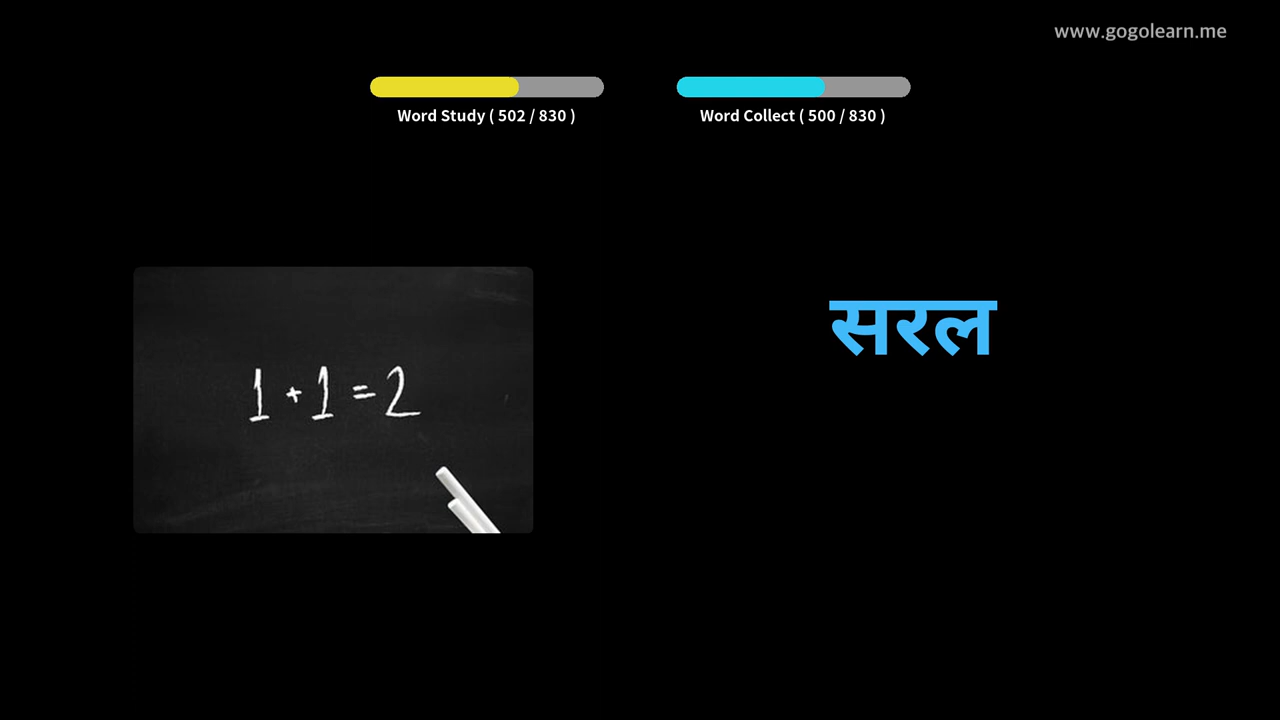 www.gogolearn.me
Word Study ( 502 / 830 )
Word Collect ( 500 / 830 )
सरल
1 + 1 = 2